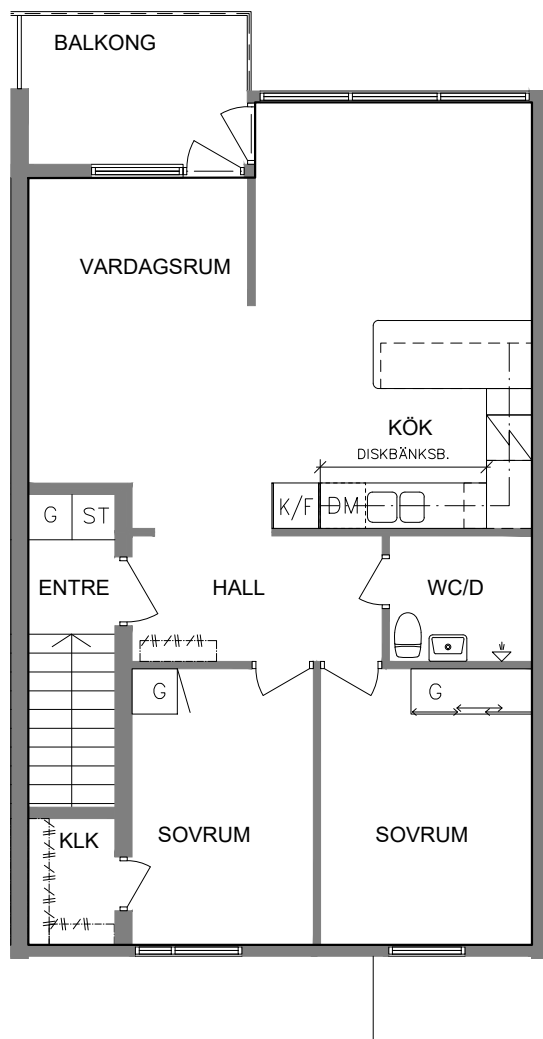 BALKONG
VARDAGSRUM
KÖK
DISKBÄNKSB.
K/F
DM
G
ST
ENTRE
HALL
WC/D
G
G
KLK
SOVRUM
SOVRUM